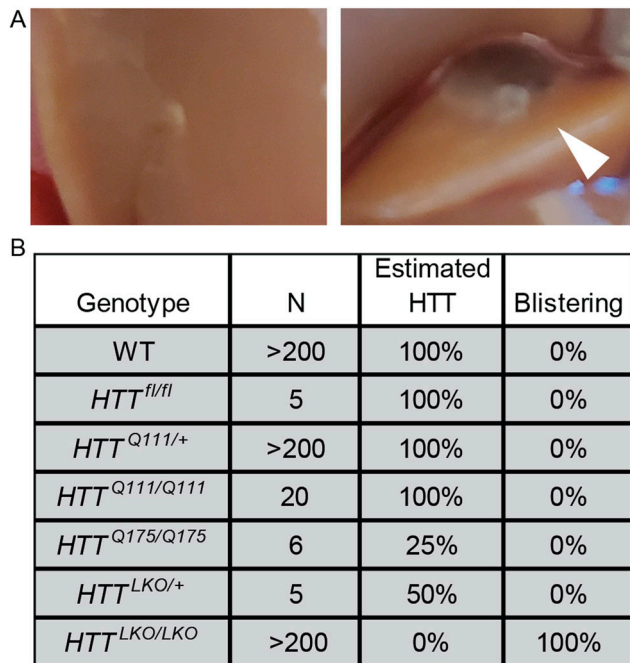 A
B
Genotype N Estimated HTT Blistering
WT >200 100% 0%
HTT fl/fl 5 100% 0%
HTT Q111/+ >200 100% 0%
HTT Q111/Q111 20 100% 0%
HTT Q175/Q175 6 25% 0%
HTT LKO/+ 5 50% 0%
HTT LKO/LKO >200 0% 100%